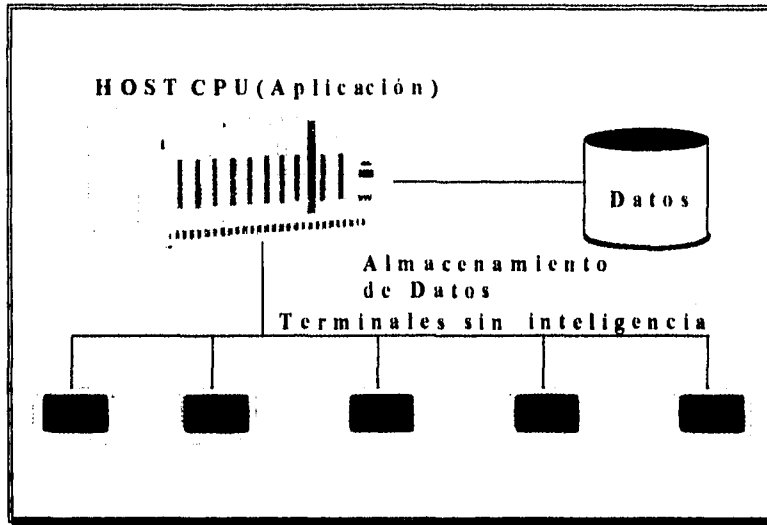 HOST CPU (Aplicación)
Datos
Almacenamiento
de Datos
Terminales sin inteligencia